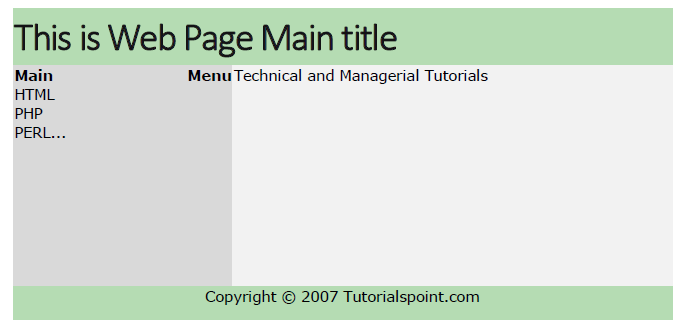 This is Web Page Main title
Main Menu
HTML
PHP
PERL...
Technical and Managerial Tutorials
Copyright © 2007 Tutorialspoint.com